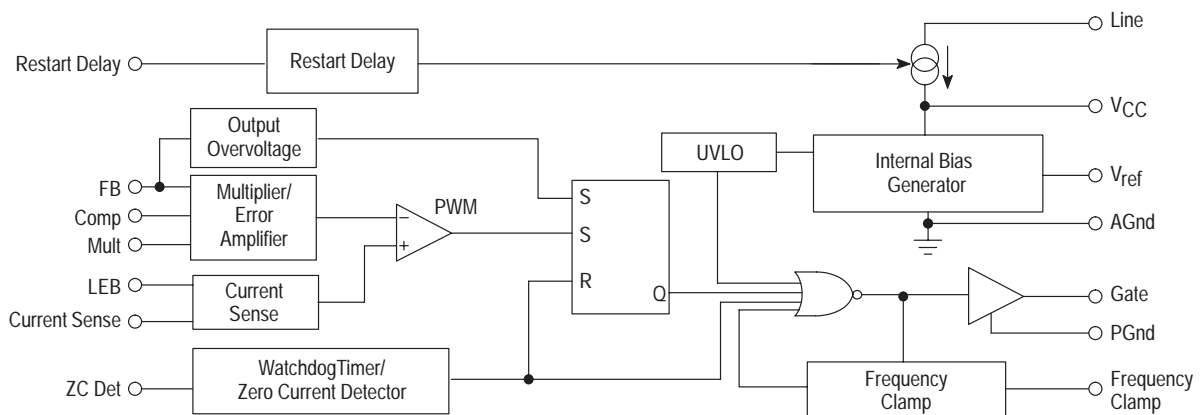 Line
Restart Delay
Restart Delay
VCC
Output
Overvoltage
UVLO
Internal Bias
Generator
Vref
FB
Multiplier/
Error
Amplifier
Comp
Mult
PWM
−
+
S
S
R
Q
AGnd
LEB
Current
Sense
Current Sense
Gate
PGnd
ZC Det
WatchdogTimer/
Zero Current Detector
Frequency
Clamp
Frequency
Clamp